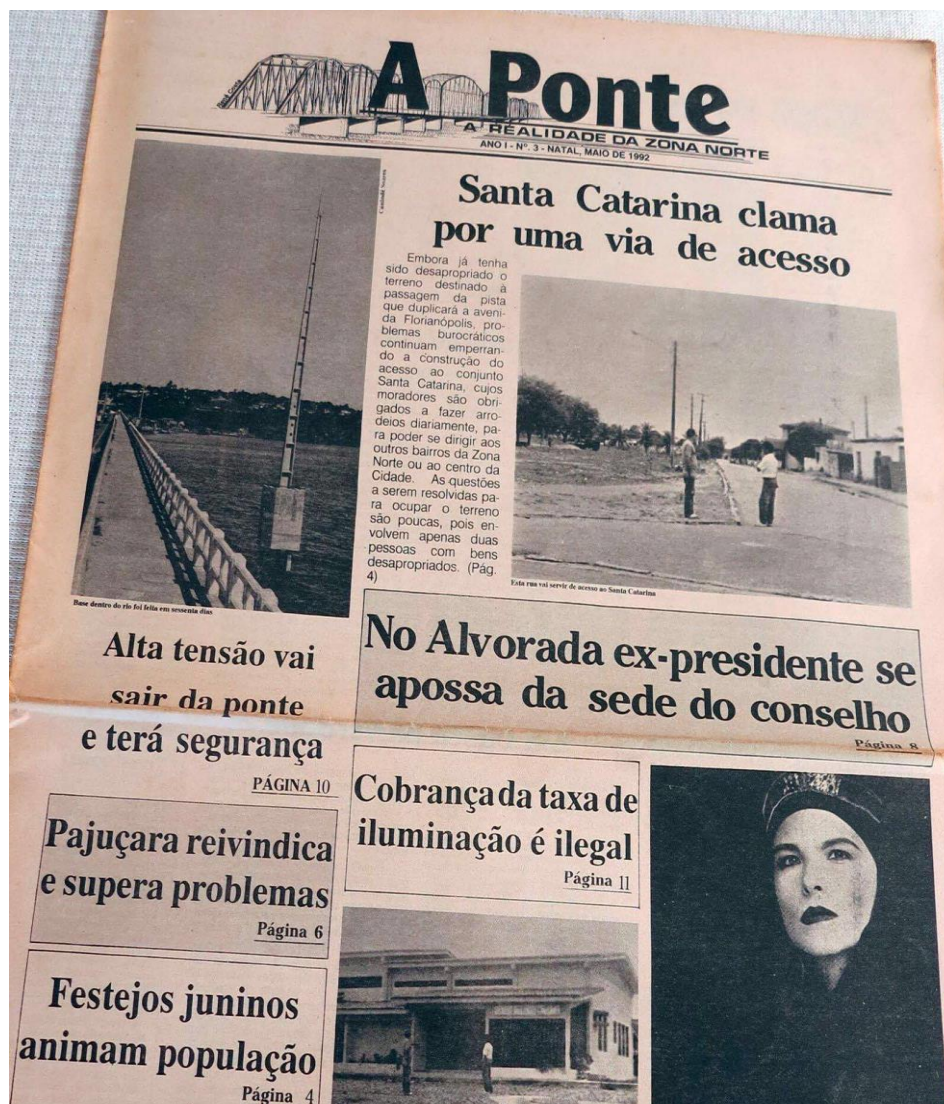 A Ponte
A REALIDADE DA ZONA NORTE
ANO I - Nº. 3 - NATAL, MAIO DE 1992
Santa Catarina clama
por uma via de acesso
Embora já tenha
sido desapropriado o
terreno destinado à
passagem da pista
que duplicará a aveni-
da Florianópolis, pro-
blemas burocráticos
continuam emperran-
do a construção do
acesso ao conjunto
Santa Catarina, cujos
moradores são obri-
gados a fazer arro-
deios diariamente, pa-
ra poder se dirigir aos
outros bairros da Zona
Norte ou ao centro da
Cidade. As questões
a serem resolvidas pa-
ra ocupar o terreno
são poucas, pois en-
volvem apenas duas
pessoas com bens
desapropriados. (Pág.
4)
Esta rua vai servir de acesso ao Santa Catarina
Base dentro do rio foi feita em sessenta dias
Alta tensão vai
sair da ponte
e terá segurança
PÁGINA 10
No Alvorada ex-presidente se
apossa da sede do conselho
Página 8
Pajuçara reivindica
e supera problemas
Página 6
Cobrança da taxa de
iluminação é ilegal
Página 11
Festejos juninos
animam população
Página 4